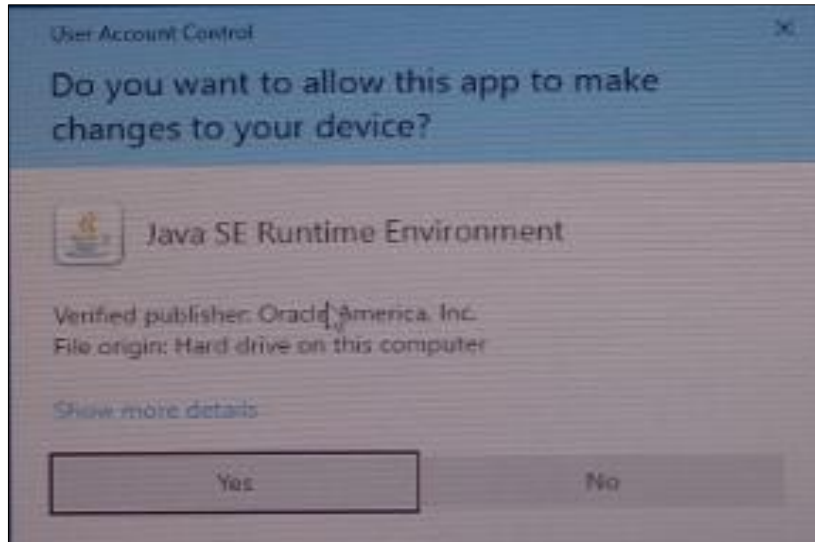 User Account Control
Do you want to allow this app to make
changes to your device?
Java SE Runtime Environment
Verified publisher: Oracle America, Inc.
File origin: Hard drive on this computer
Show more details
Yes
No